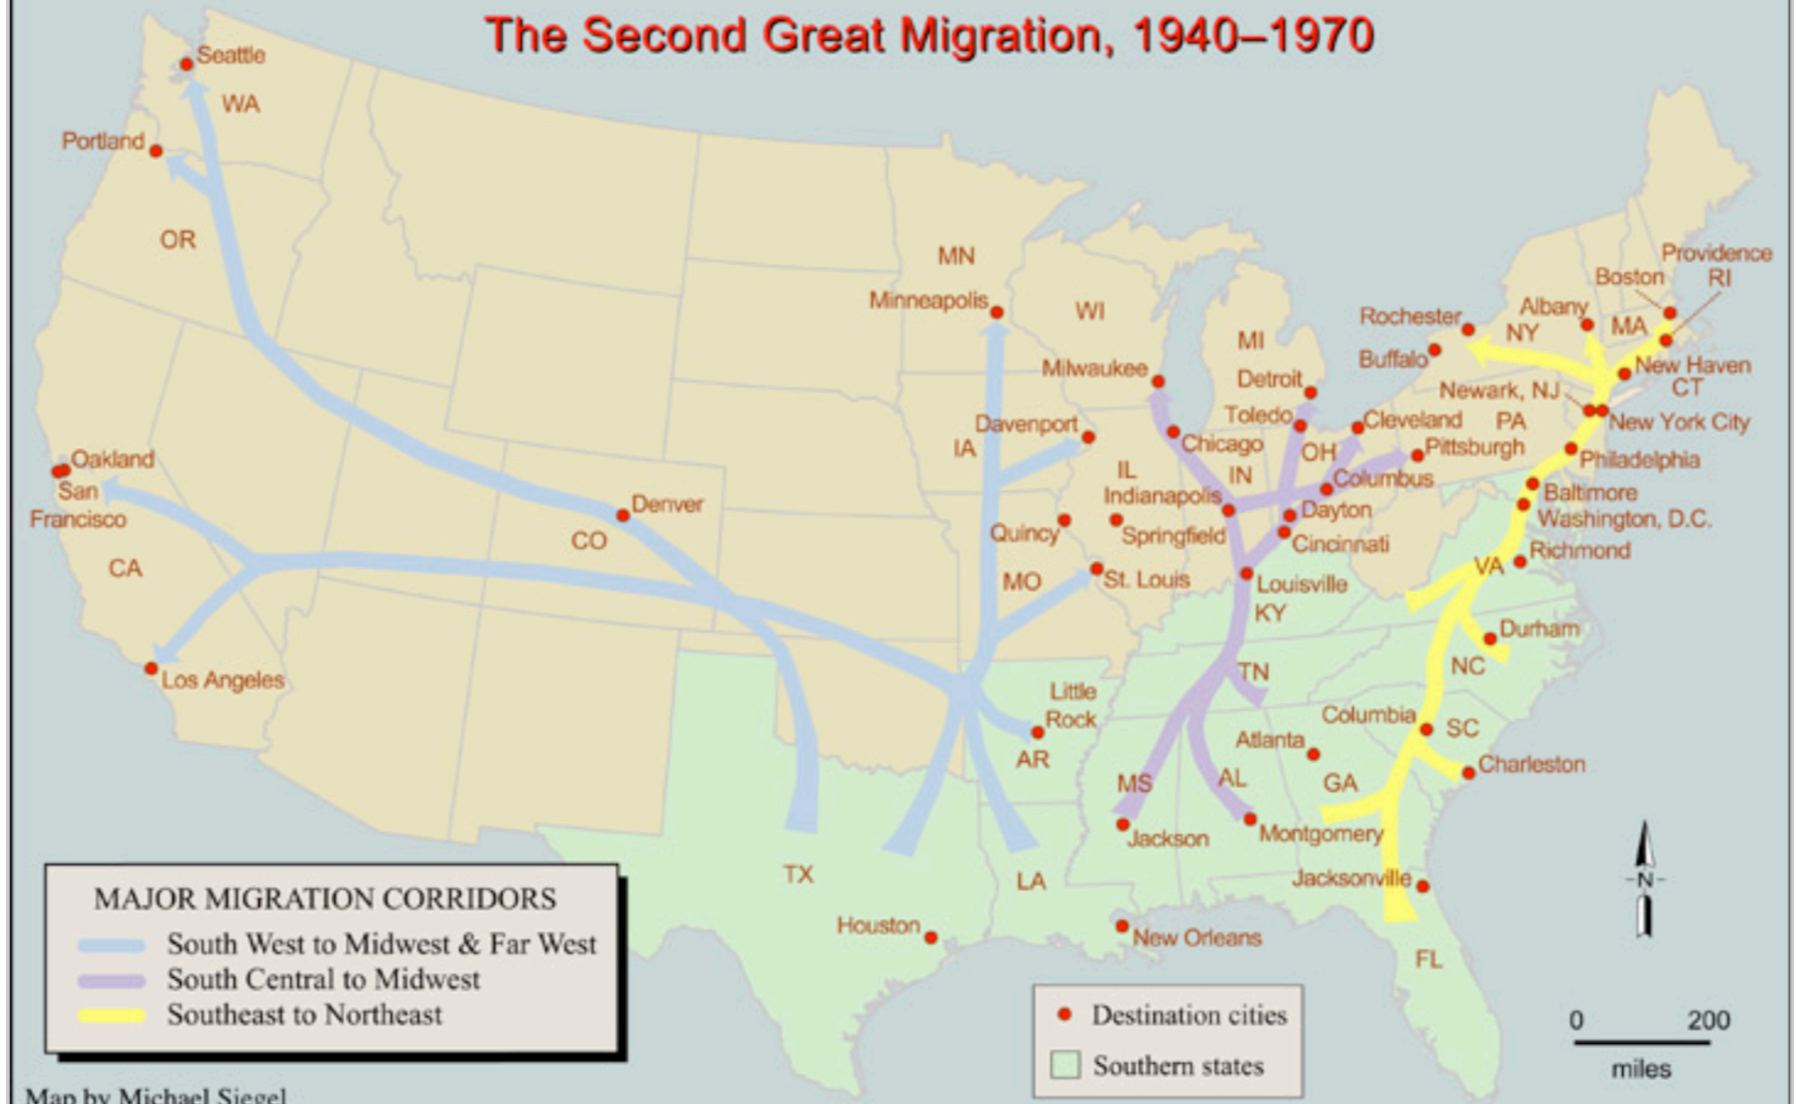 The Second Great Migration, 1940–1970
Seattle
WA
Portland
OR
MN
Minneapolis
WI
Milwaukee
MI
Detroit
Toledo
Rochester
Buffalo
Albany
NY
Boston
Providence
RI
MA
New Haven
CT
Newark, NJ
New York City
PA
Philadelphia
Cleveland
Pittsburgh
OH
Columbus
Chicago
IN
IL
Indianapolis
Springfield
Dayton
Cincinnati
Davenport
IA
Quincy
MO
St. Louis
Louisville
KY
Baltimore
Washington, D.C.
Richmond
VA
Oakland
San
Francisco
CA
Los Angeles
Denver
CO
Durham
NC
TN
Little
Rock
AR
Columbia
SC
Charleston
Atlanta
GA
MS
AL
Jackson
Montgomery
Jacksonville
FL
TX
LA
Houston
New Orleans
MAJOR MIGRATION CORRIDORS
South West to Midwest & Far West
South Central to Midwest
Southeast to Northeast
Destination cities
Southern states
N
0 200
miles
Map by Michael Siegel